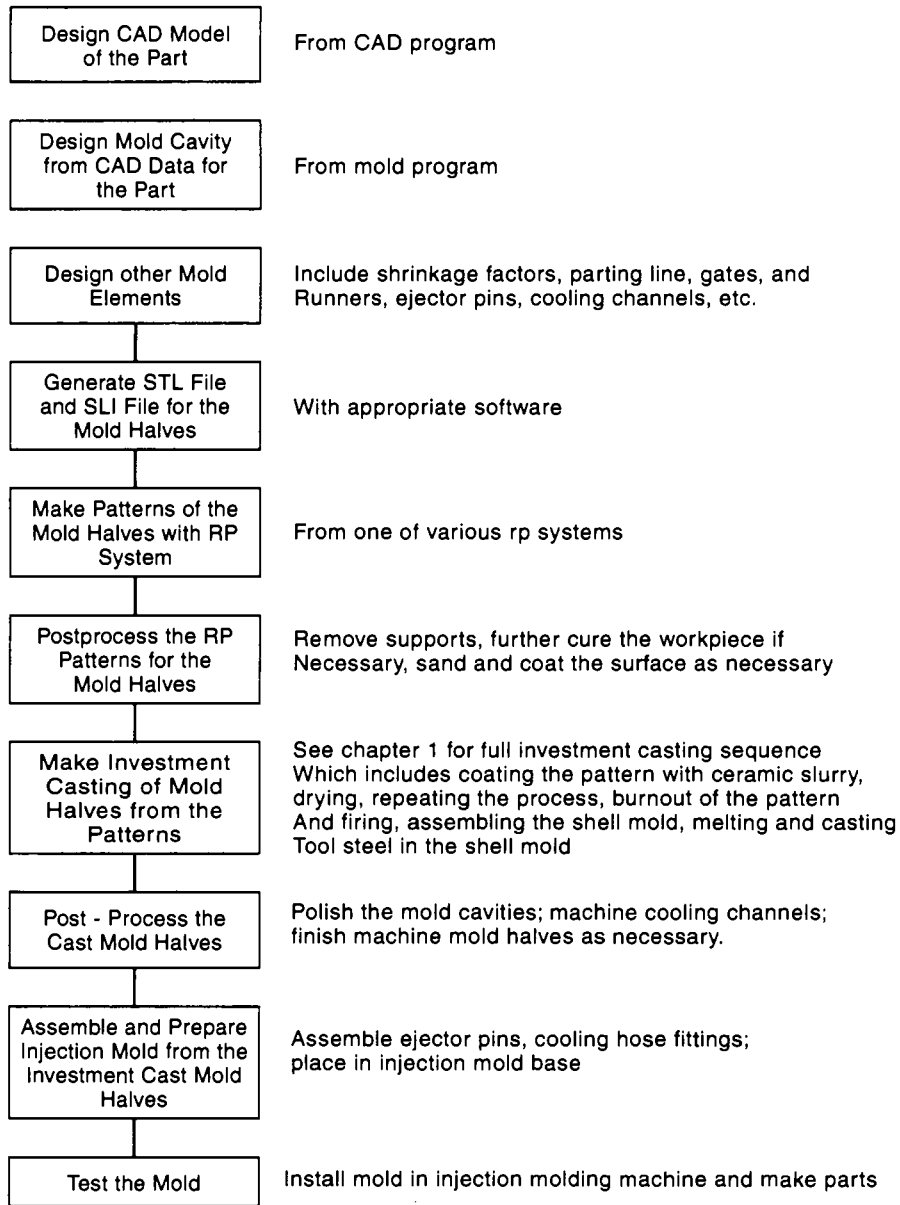 Design CAD Model
of the Part
From CAD program
Design Mold Cavity
from CAD Data for
the Part
From mold program
Design other Mold
Elements
Include shrinkage factors, parting line, gates, and
Runners, ejector pins, cooling channels, etc.
Generate STL File
and SLI File for the
Mold Halves
With appropriate software
Make Patterns of the
Mold Halves with RP
System
From one of various rp systems
Postprocess the RP
Patterns for the
Mold Halves
Remove supports, further cure the workpiece if
Necessary, sand and coat the surface as necessary
Make Investment
Casting of Mold
Halves from the
Patterns
See chapter 1 for full investment casting sequence
Which includes coating the pattern with ceramic slurry,
drying, repeating the process, burnout of the pattern
And firing, assembling the shell mold, melting and casting
Tool steel in the shell mold
Post - Process the
Cast Mold Halves
Polish the mold cavities; machine cooling channels;
finish machine mold halves as necessary.
Assemble and Prepare
Injection Mold from the
Investment Cast Mold
Halves
Assemble ejector pins, cooling hose fittings;
place in injection mold base
Test the Mold
Install mold in injection molding machine and make parts